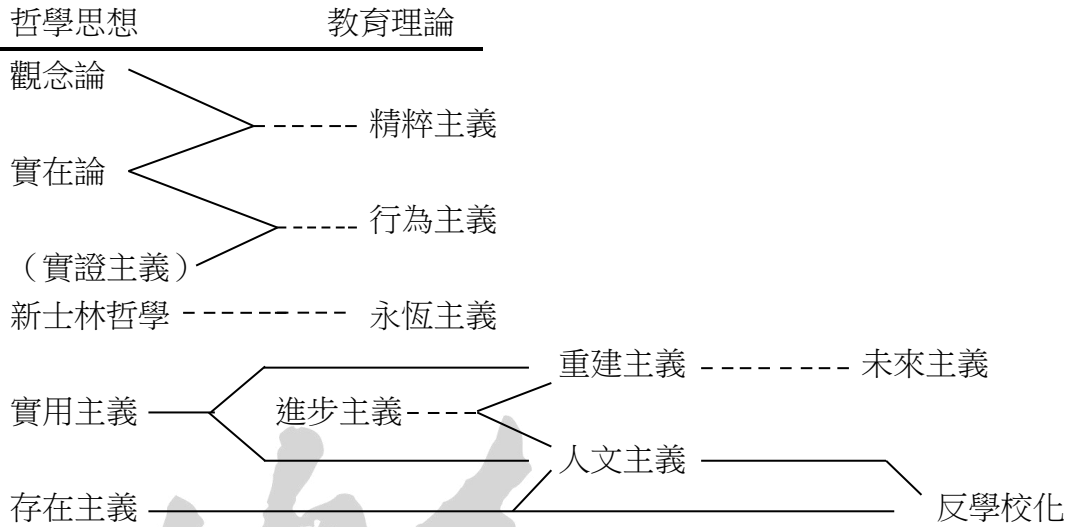 哲學思想 教育理論
觀念論
精粹主義
實在論
行為主義
（實證主義）
新士林哲學 永恆主義
重建主義 未來主義
實用主義 進步主義
人文主義
存在主義 反學校化